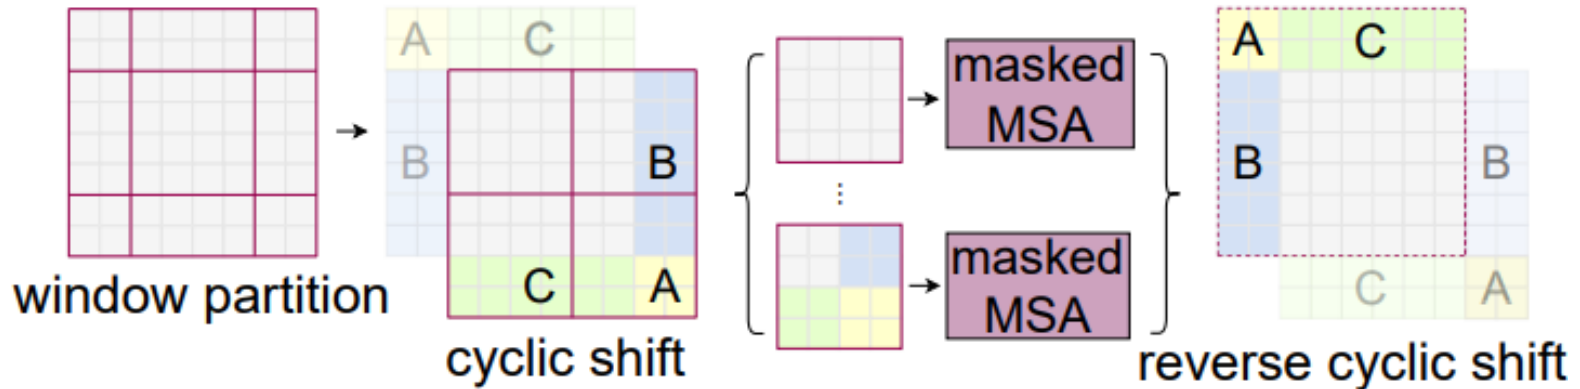 A C
B B
C A
window partition
cyclic shift
masked
MSA
⋮
masked
MSA
A C
B B
C A
reverse cyclic shift